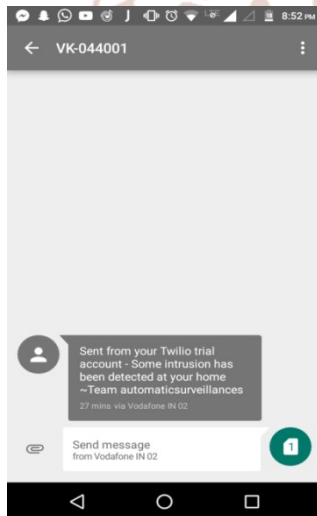 8:52 PM
VK-044001
Sent from your Twilio trial
account - Some intrusion has
been detected at your home
~Team automaticsurveillances
27 mins via Vodafone IN 02
Send message
from Vodafone IN 02
1